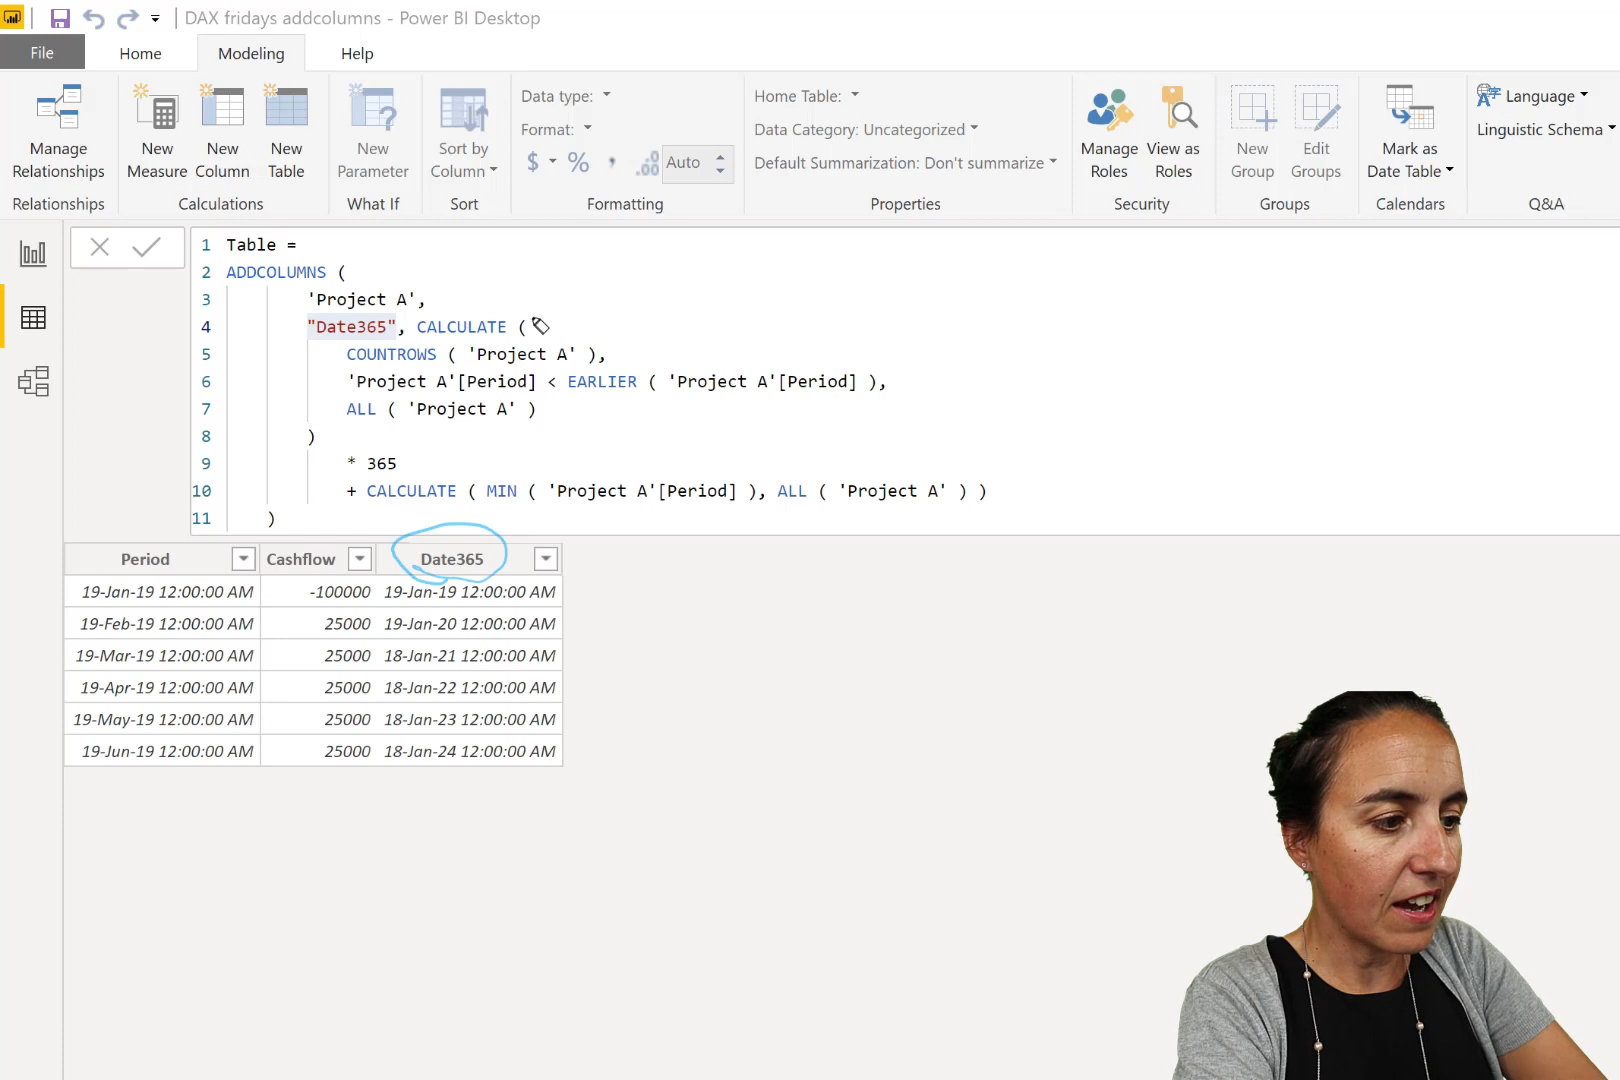 DAX fridays addcolumns - Power BI Desktop
File
Home
Modeling
Help
Manage Relationships
Relationships
New Measure
New Column
New Table
Calculations
New Parameter
What If
Sort by Column
Sort
Data type:
Format:
$ % , .00 Auto
Formatting
Home Table:
Data Category: Uncategorized
Default Summarization: Don't summarize
Properties
Manage Roles
View as Roles
Security
New Group
Edit Groups
Groups
Mark as Date Table
Calendars
Language
Linguistic Schema
Q&A
1 Table =
2 ADDCOLUMNS (
3 'Project A',
4 "Date365", CALCULATE (
5 COUNTROWS ( 'Project A' ),
6 'Project A'[Period] < EARLIER ( 'Project A'[Period] ),
7 ALL ( 'Project A' )
8 )
9 * 365
10 + CALCULATE ( MIN ( 'Project A'[Period] ), ALL ( 'Project A' ) )
11 )
Period Cashflow Date365
19-Jan-19 12:00:00 AM -100000 19-Jan-19 12:00:00 AM
19-Feb-19 12:00:00 AM 25000 19-Jan-20 12:00:00 AM
19-Mar-19 12:00:00 AM 25000 18-Jan-21 12:00:00 AM
19-Apr-19 12:00:00 AM 25000 18-Jan-22 12:00:00 AM
19-May-19 12:00:00 AM 25000 18-Jan-23 12:00:00 AM
19-Jun-19 12:00:00 AM 25000 18-Jan-24 12:00:00 AM